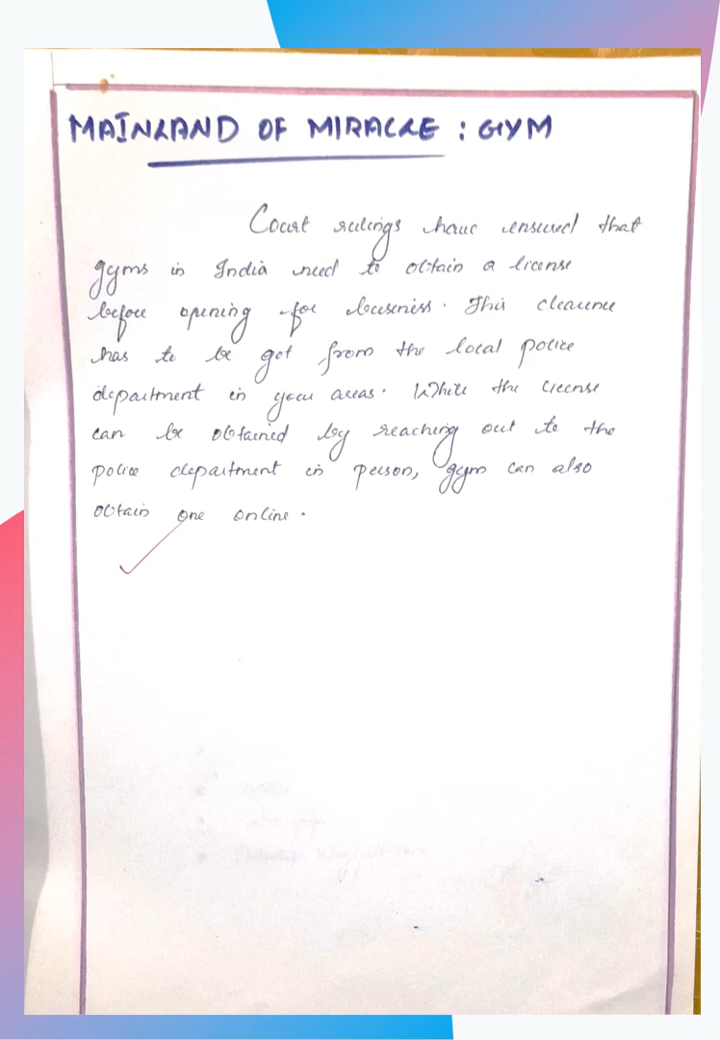 MAINLAND OF MIRACLE : GYM
Court rulings have ensured that
gyms in India need to obtain a license
before opening for business. This clearence
has to be got from the local police
department in your areas. While the license
can be obtained by reaching out to the
police department in person, gym can also
obtain one online.